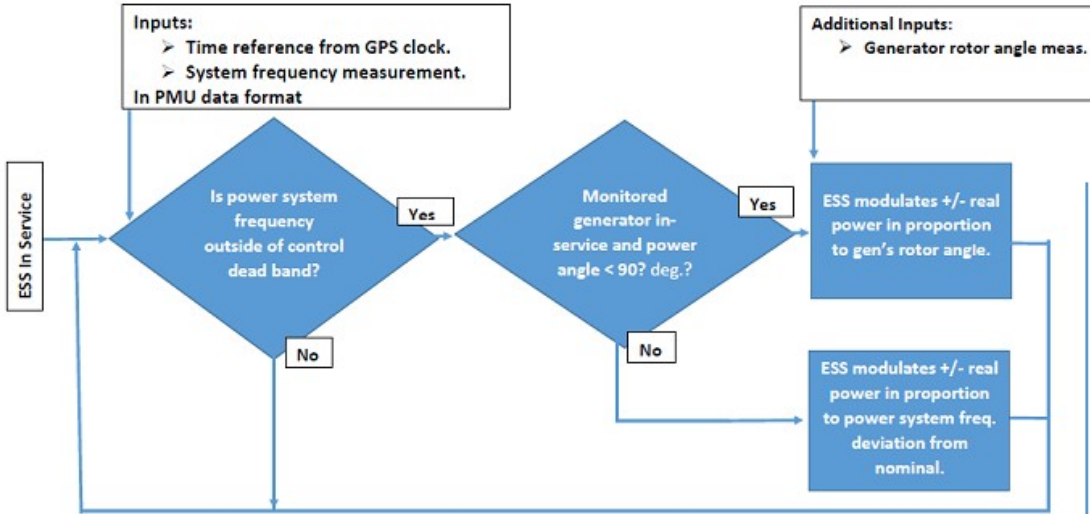 Inputs:
➢ Time reference from GPS clock.
➢ System frequency measurement.
In PMU data format
Additional Inputs:
➢ Generator rotor angle meas.
ESS In Service
Is power system
frequency
outside of control
dead band?
Yes
No
Monitored
generator in-
service and power
angle < 90? deg.?
Yes
No
ESS modulates +/- real
power in proportion
to gen's rotor angle.
ESS modulates +/- real
power in proportion
to power system freq.
deviation from
nominal.